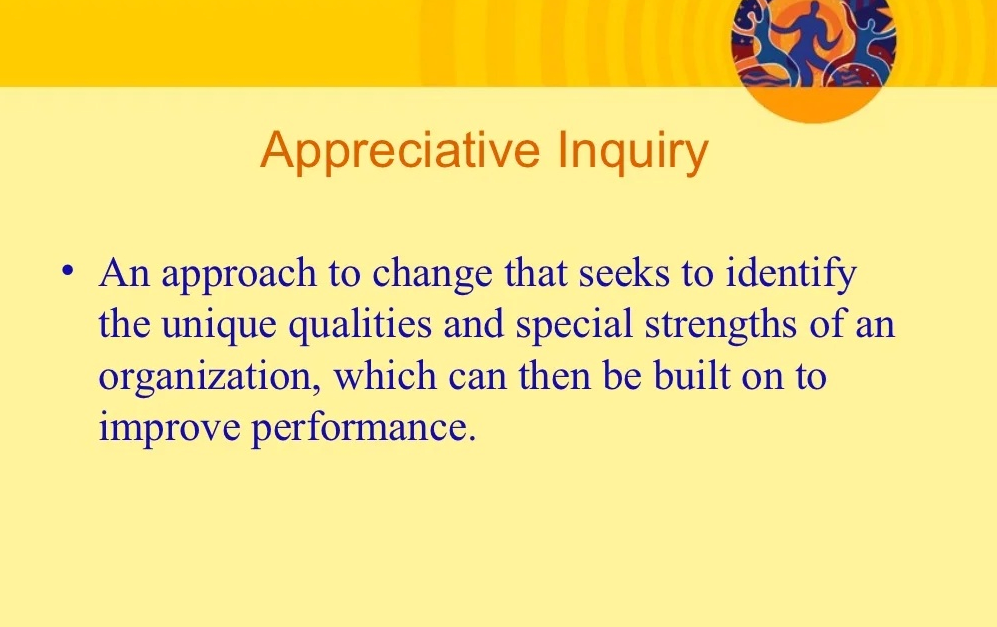 Appreciative Inquiry
• An approach to change that seeks to identify
the unique qualities and special strengths of an
organization, which can then be built on to
improve performance.